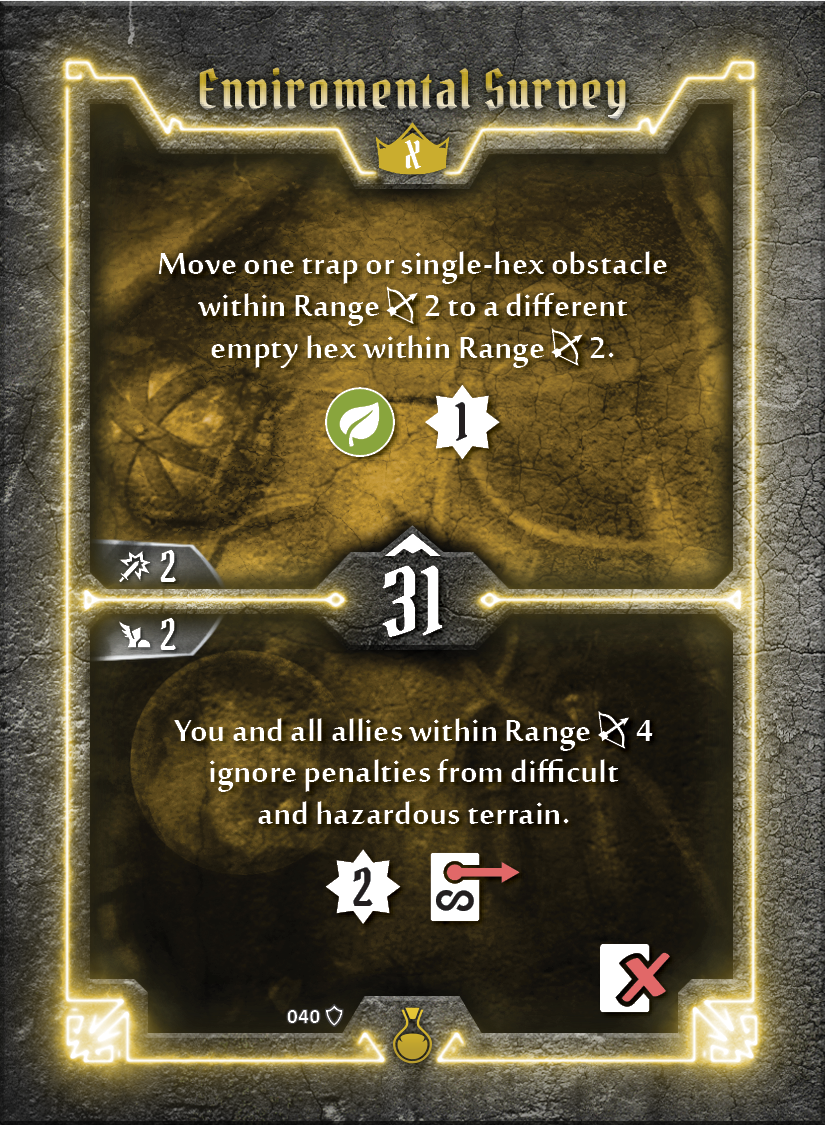 Enviromental Survey
X
Move one trap or single-hex obstacle
within Range 2 to a different
empty hex within Range 2.
1
2
31
2
You and all allies within Range 4
ignore penalties from difficult
and hazardous terrain.
2
040